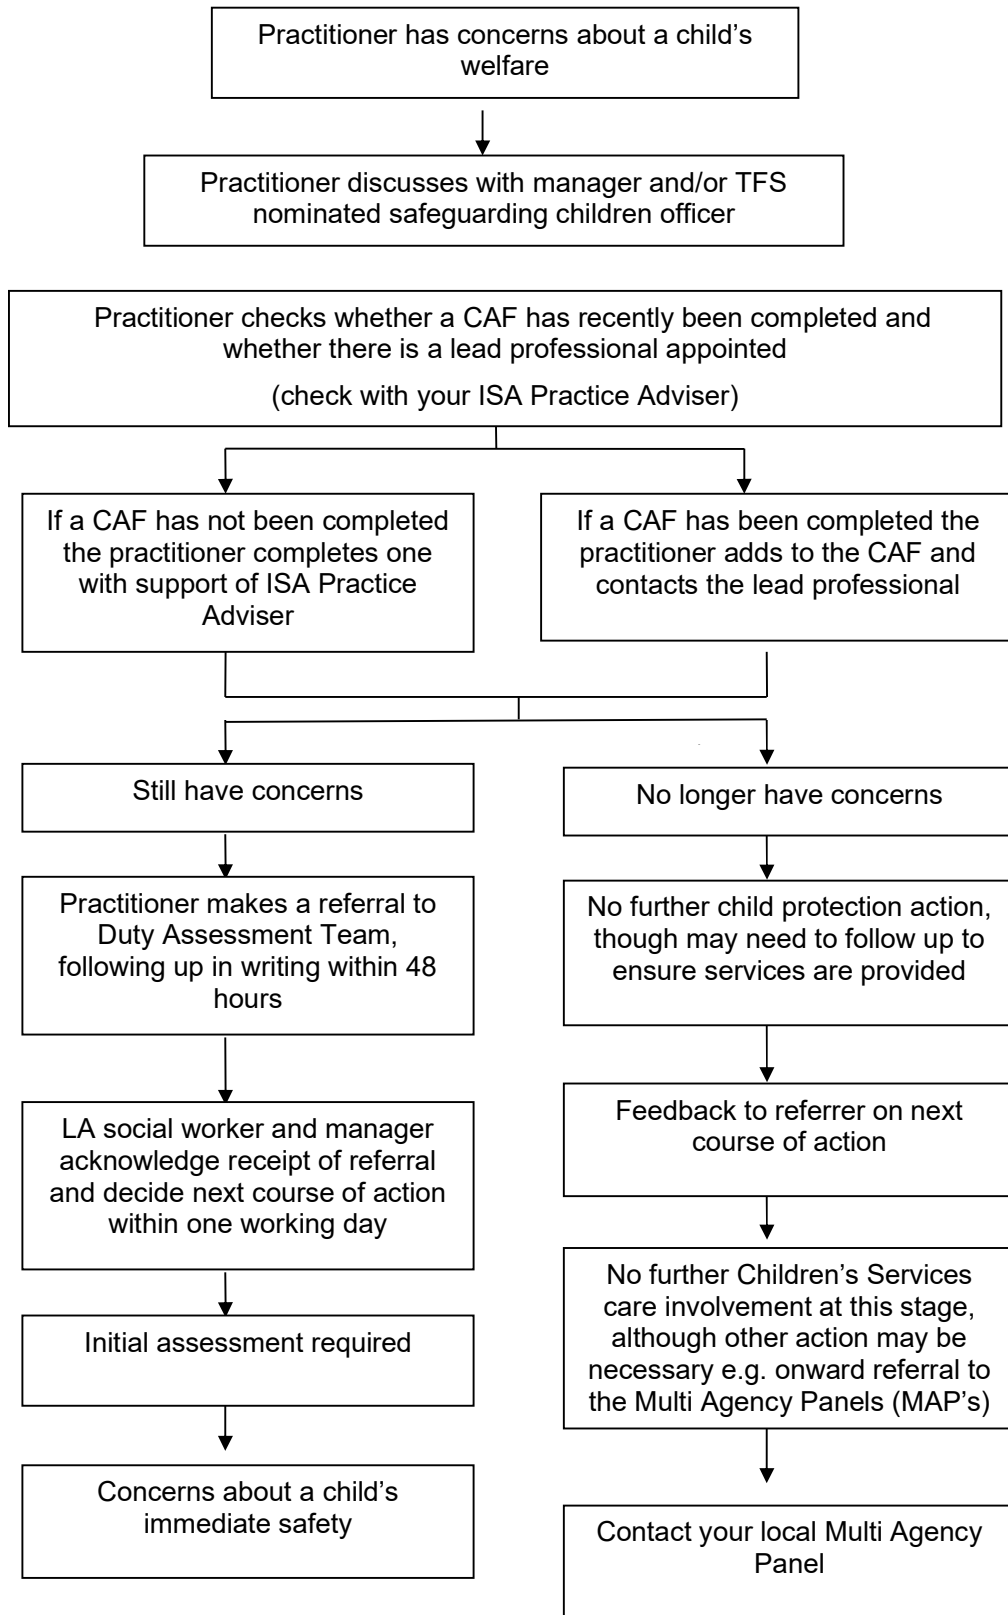 Practitioner has concerns about a child’s
welfare
Practitioner discusses with manager and/or TFS
nominated safeguarding children officer
Practitioner checks whether a CAF has recently been completed and
whether there is a lead professional appointed
(check with your ISA Practice Adviser)
If a CAF has not been completed
the practitioner completes one
with support of ISA Practice
Adviser
If a CAF has been completed the
practitioner adds to the CAF and
contacts the lead professional
Still have concerns
No longer have concerns
Practitioner makes a referral to
Duty Assessment Team,
following up in writing within 48
hours
No further child protection action,
though may need to follow up to
ensure services are provided
LA social worker and manager
acknowledge receipt of referral
and decide next course of action
within one working day
Feedback to referrer on next
course of action
Initial assessment required
No further Children’s Services
care involvement at this stage,
although other action may be
necessary e.g. onward referral to
the Multi Agency Panels (MAP’s)
Concerns about a child’s
immediate safety
Contact your local Multi Agency
Panel